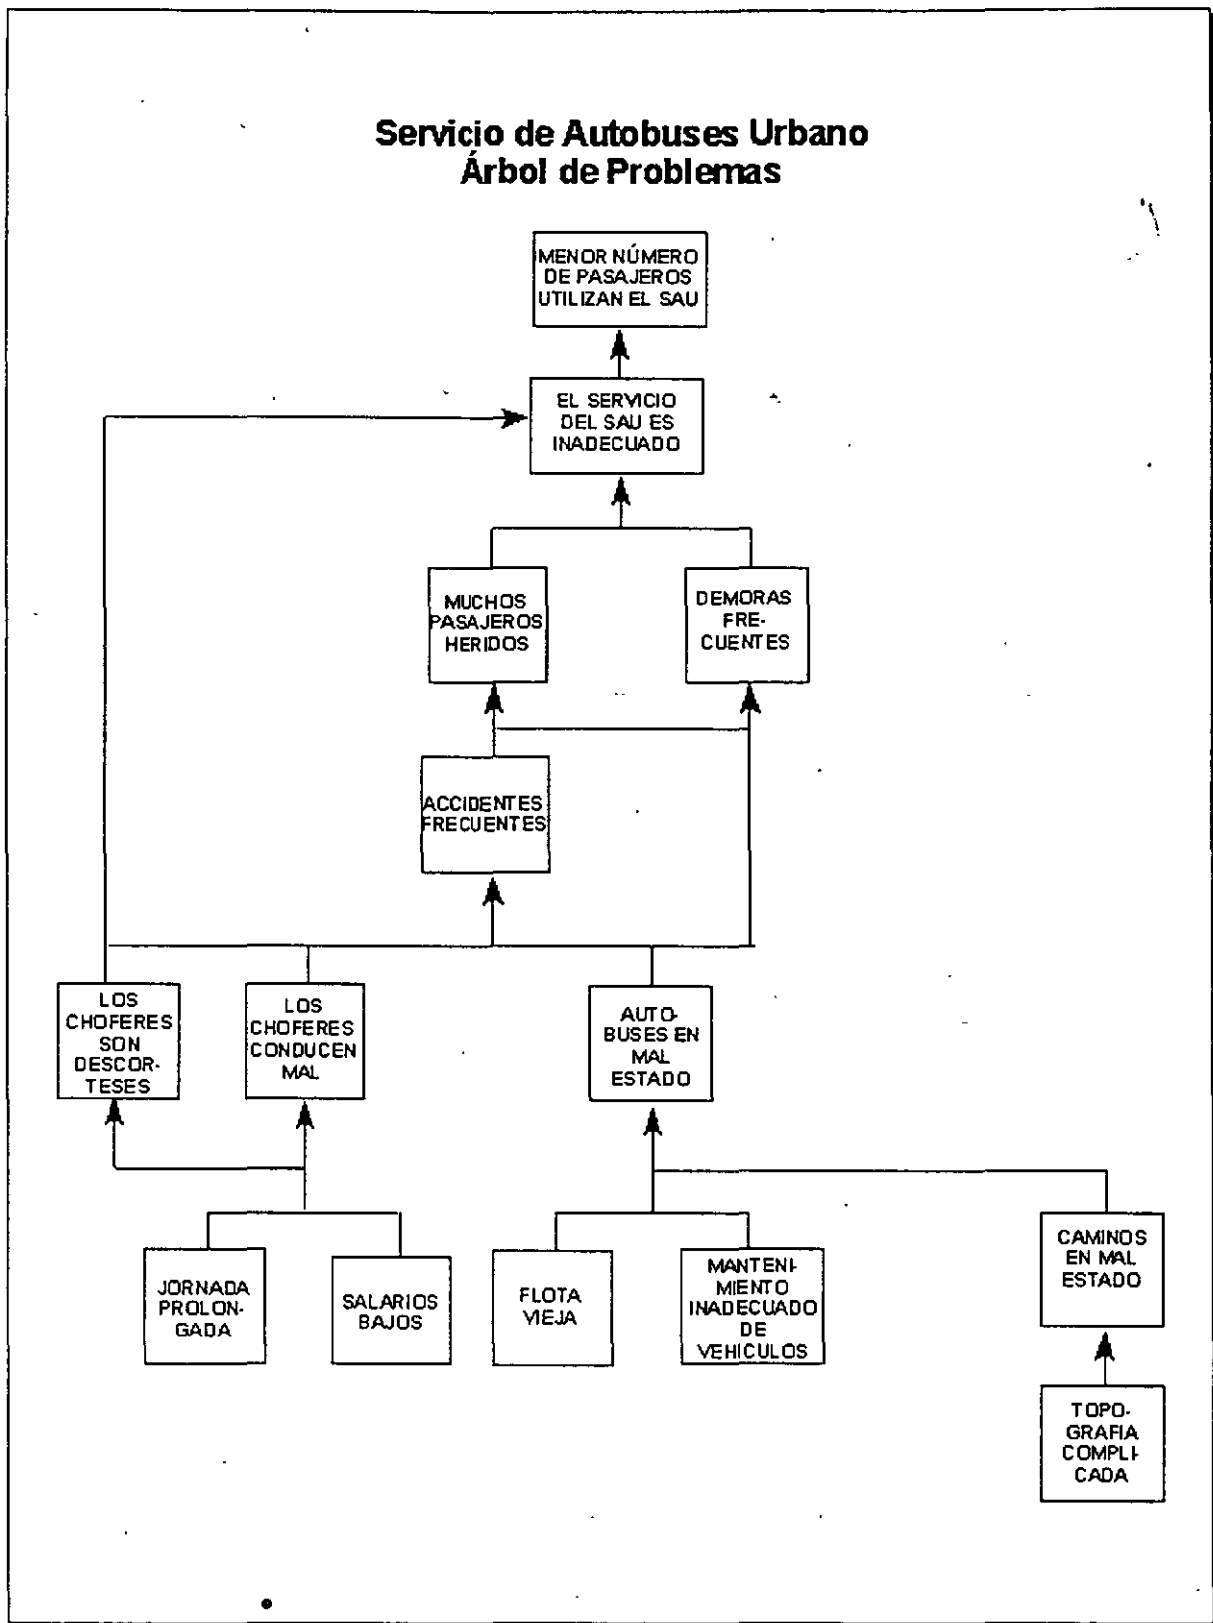 Servicio de Autobuses Urbano
Árbol de Problemas
MENOR NÚMERO
DE PASAJEROS
UTILIZAN EL SAU
EL SERVICIO
DEL SAU ES
INADECUADO
MUCHOS
PASAJEROS
HERIDOS
DEMORAS
FRE-
CUENTES
ACCIDENTES
FRECUENTES
LOS
CHOFERES
SON
DESCOR-
TESES
LOS
CHOFERES
CONDUCEN
MAL
AUTO-
BUSES EN
MAL
ESTADO
JORNADA
PROLON-
GADA
SALARIOS
BAJOS
FLOTA
VIEJA
MANTENI-
MIENTO
INADECUADO
DE
VEHICULOS
CAMINOS
EN MAL
ESTADO
TOPO-
GRAFIA
COMPLI-
CADA